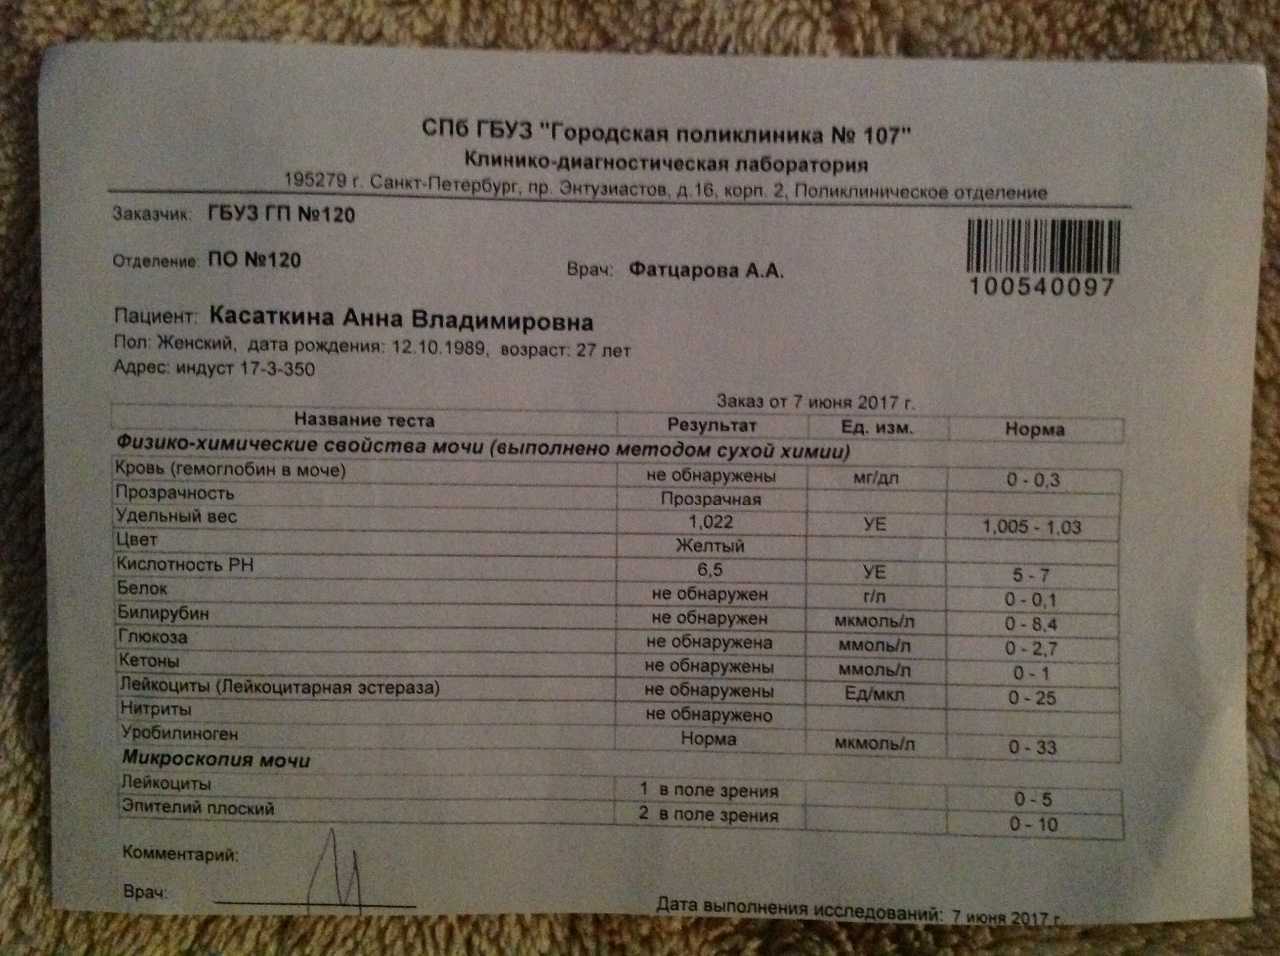 СПб ГБУЗ "Городская поликлиника № 107"
Клинико-диагностическая лаборатория
195279 г. Санкт-Петербург, пр. Энтузиастов, д.16, корп. 2, Поликлиническое отделение
Заказчик: ГБУЗ ГП №120
Отделение: ПО №120 Врач: Фатцарова А.А.
100540097
Пациент: Касаткина Анна Владимировна
Пол: Женский, дата рождения: 12.10.1989, возраст: 27 лет
Адрес: индуст 17-3-350
Заказ от 7 июня 2017 г.
Название теста Результат Ед. изм. Норма
Физико-химические свойства мочи (выполнено методом сухой химии)
Кровь (гемоглобин в моче) не обнаружены мг/дл 0 - 0,3
Прозрачность Прозрачная
Удельный вес 1,022 УЕ 1,005 - 1,03
Цвет Желтый
Кислотность РН 6,5 УЕ 5 - 7
Белок не обнаружен г/л 0 - 0,1
Билирубин не обнаружен мкмоль/л 0 - 8,4
Глюкоза не обнаружена ммоль/л 0 - 2,7
Кетоны не обнаружены ммоль/л 0 - 1
Лейкоциты (Лейкоцитарная эстераза) не обнаружены Ед/мкл 0 - 25
Нитриты не обнаружено
Уробилиноген Норма мкмоль/л 0 - 33
Микроскопия мочи
Лейкоциты 1 в поле зрения 0 - 5
Эпителий плоский 2 в поле зрения 0 - 10
Комментарий:
Врач:
Дата выполнения исследований: 7 июня 2017 г.